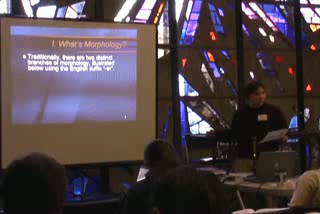 I. What's Morphology?
Traditionally, there are two distinct
branches of morphology, illustrated
below using the English suffix '-er'.